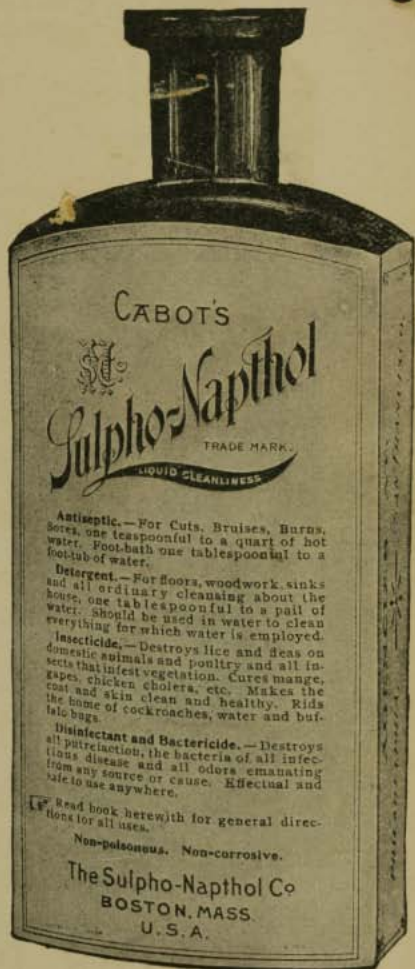 CABOT'S
Sulpho-Napthol
TRADE MARK.
LIQUID CLEANLINESS
Antiseptic.—For Cuts, Bruises, Burns,
Sores, one teaspoonful to a quart of hot
water. Foot-bath one tablespoonful to a
foot-tub of water.
Detergent.—For floors, woodwork, sinks
and all ordinary cleansing about the
house, one tablespoonful to a pail of
water. Should be used in water to clean
everything for which water is employed.
Insecticide.—Destroys lice and fleas on
domestic animals and poultry and all in-
sects that infest vegetation. Cures mange,
gapes, chicken cholera, etc. Makes the
coat and skin clean and healthy. Rids
the home of cockroaches, water and buf-
falo bugs.
Disinfectant and Bactericide.—Destroys
all putrefaction, the bacteria of all infec-
tious disease and all odors emanating
from any source or cause. Effectual and
safe to use anywhere.
Read book herewith for general direc-
tions for all uses.
Non-poisonous. Non-corrosive.
The Sulpho-Napthol Co
BOSTON, MASS.
U.S.A.